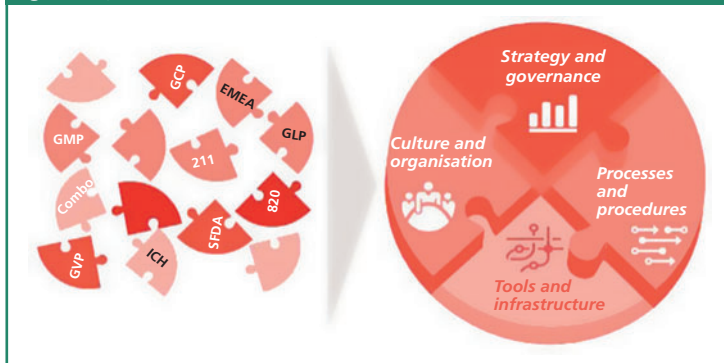 GCP
EMEA
GMP
GLP
211
Combo
820
SFDA
GVP
ICH
Strategy and
governance
Culture and
organisation
Processes
and
procedures
Tools and
infrastructure